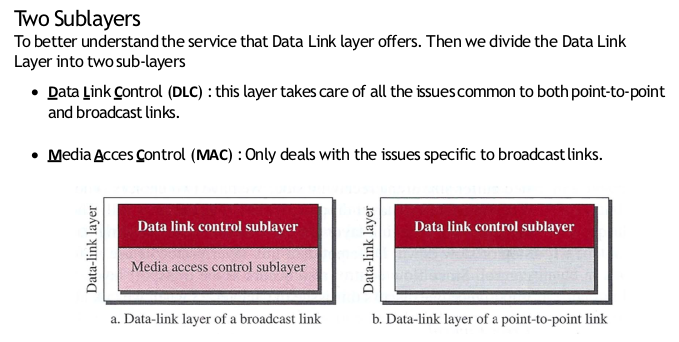 Two Sublayers
To better understand the service that Data Link layer offers. Then we divide the Data Link
Layer into two sub-layers
• Data Link Control (DLC) : this layer takes care of all the issues common to both point-to-point
and broadcast links.
• Media Acces Control (MAC) : Only deals with the issues specific to broadcast links.
Data-link layer
Data link control sublayer
Media access control sublayer
a. Data-link layer of a broadcast link
Data-link layer
Data link control sublayer
b. Data-link layer of a point-to-point link